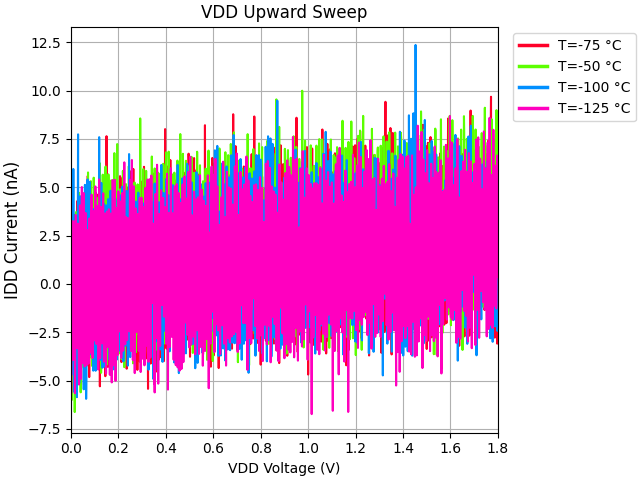 VDD Upward Sweep
12.5
10.0
7.5
5.0
2.5
0.0
−2.5
−5.0
−7.5
IDD Current (nA)
0.0 0.2 0.4 0.6 0.8 1.0 1.2 1.4 1.6 1.8
VDD Voltage (V)
T=-75 °C
T=-50 °C
T=-100 °C
T=-125 °C